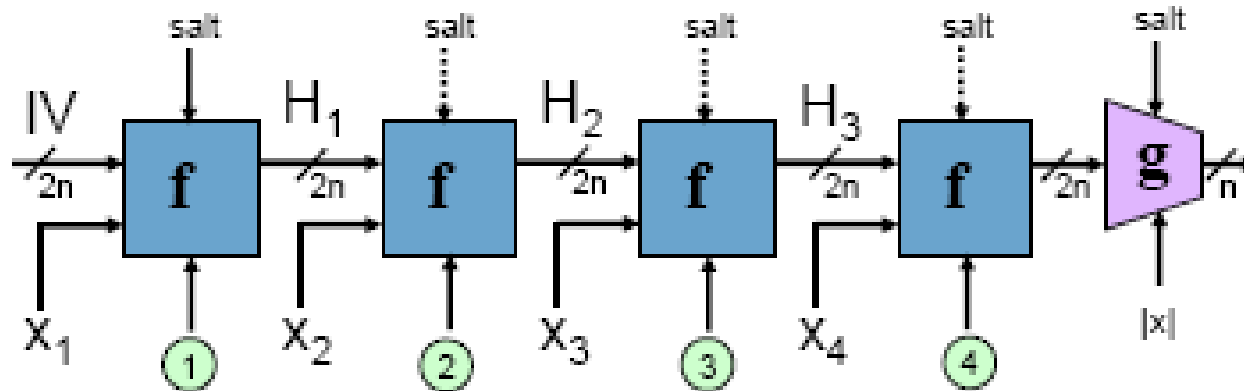 salt salt salt salt salt
IV H₁ H₂ H₃
f f f f g
2n 2n 2n 2n 2n n
x₁ x₂ x₃ x₄ |x|
1 2 3 4